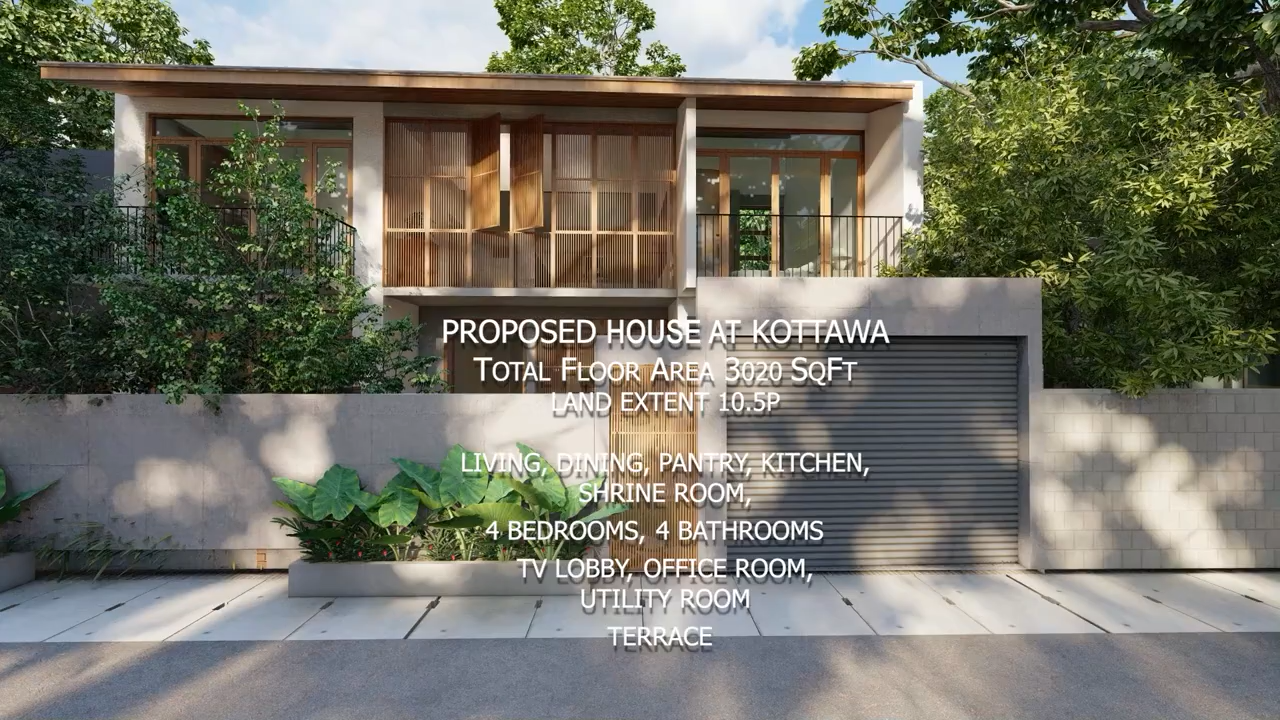 PROPOSED HOUSE AT KOTTAWA
TOTAL FLOOR AREA 3020 SQFT
LAND EXTENT 10.5P
LIVING, DINING, PANTRY, KITCHEN,
SHRINE ROOM,
4 BEDROOMS, 4 BATHROOMS
TV LOBBY, OFFICE ROOM,
UTILITY ROOM
TERRACE